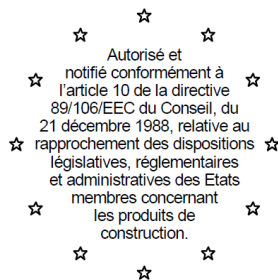 Autorisé et
notifié conformément à
l'article 10 de la directive
89/106/EEC du Conseil, du
21 décembre 1988, relative au
rapprochement des dispositions
législatives, réglementaires
et administratives des Etats
membres concernant
les produits de
construction.